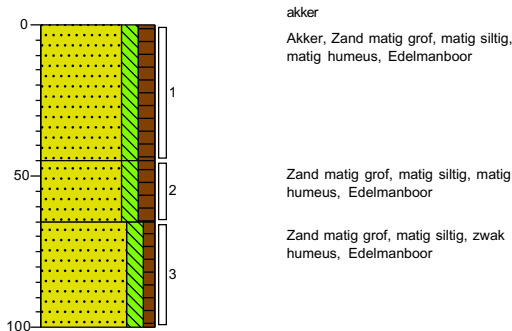 akker
0
Akker, Zand matig grof, matig siltig,
matig humeus, Edelmanboor
1
50
Zand matig grof, matig siltig, matig
humeus, Edelmanboor
2
Zand matig grof, matig siltig, zwak
humeus, Edelmanboor
3
100